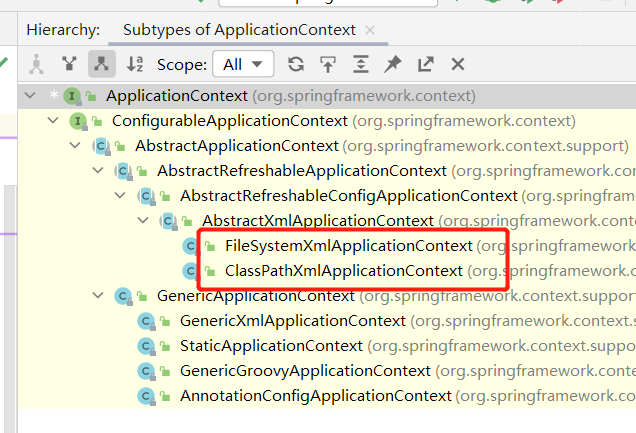 Hierarchy: Subtypes of ApplicationContext
Scope: All
* ApplicationContext (org.springframework.context)
ConfigurableApplicationContext (org.springframework.context)
AbstractApplicationContext (org.springframework.context.support)
AbstractRefreshableApplicationContext (org.springframework.con
AbstractRefreshableConfigApplicationContext (org.springfram
AbstractXmlApplicationContext (org.springframework.con
FileSystemXmlApplicationContext (org.springframework
ClassPathXmlApplicationContext (org.springframework
GenericApplicationContext (org.springframework.context.suppor
GenericXmlApplicationContext (org.springframework.context.s
StaticApplicationContext (org.springframework.context.suppo
GenericGroovyApplicationContext (org.springframework.conte
AnnotationConfigApplicationContext (org.springframework.co